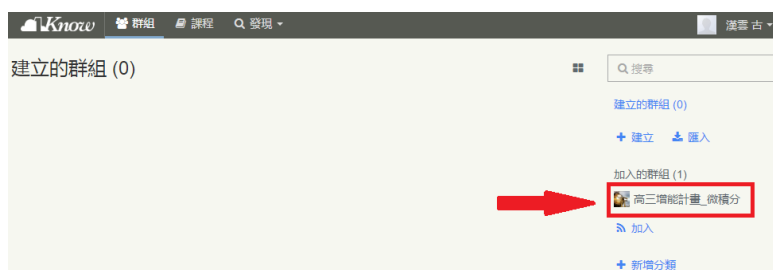 Know 群組 課程 發現 漢雲 古
建立的群組 (0)
搜尋
建立的群組 (0)
建立 匯入
加入的群組 (1)
高三增能計畫_微積分
加入
新增分類